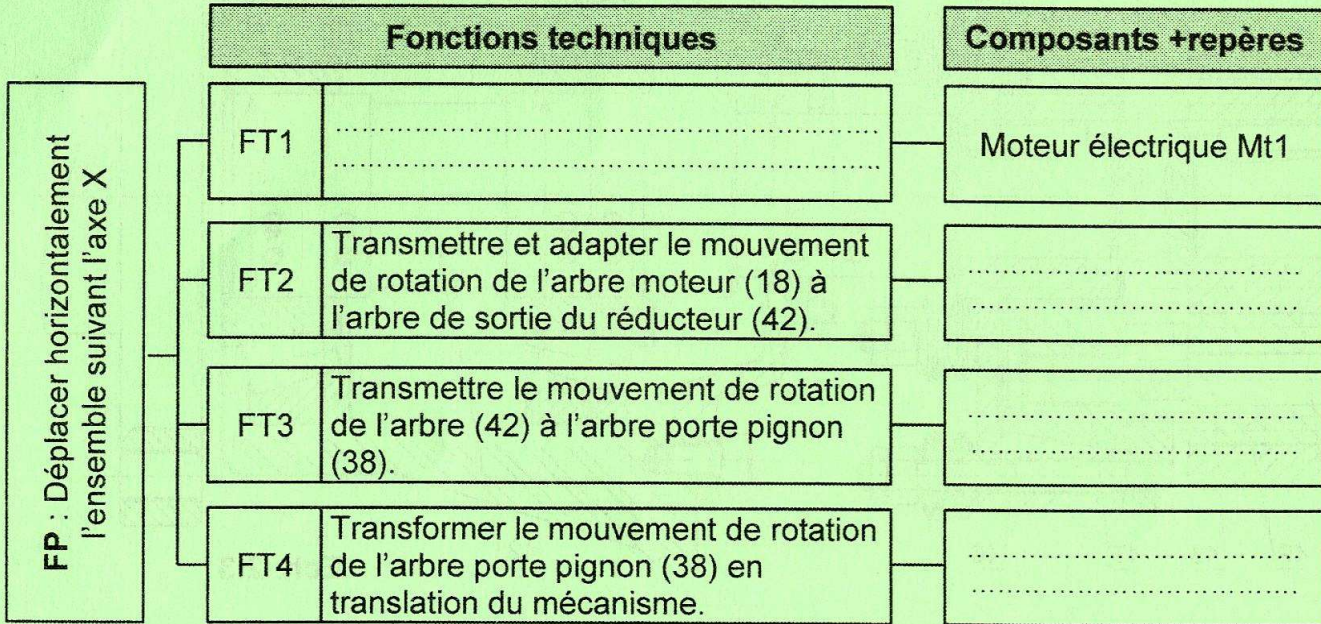 Fonctions techniques
Composants +repères
FP : Déplacer horizontalement
l'ensemble suivant l'axe X
FT1
........................................................
........................................................
Moteur électrique Mt1
FT2
Transmettre et adapter le mouvement
de rotation de l'arbre moteur (18) à
l'arbre de sortie du réducteur (42).
..................................
..................................
FT3
Transmettre le mouvement de rotation
de l'arbre (42) à l'arbre porte pignon
(38).
..................................
..................................
FT4
Transformer le mouvement de rotation
de l'arbre porte pignon (38) en
translation du mécanisme.
..................................
..................................